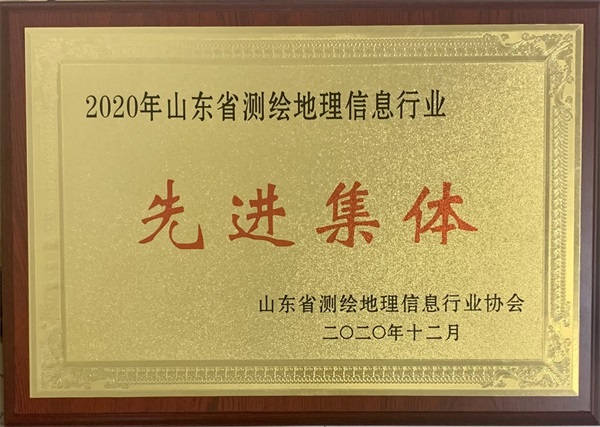 2020年山东省测绘地理信息行业
先进集体
山东省测绘地理信息行业协会
二〇二〇年十二月